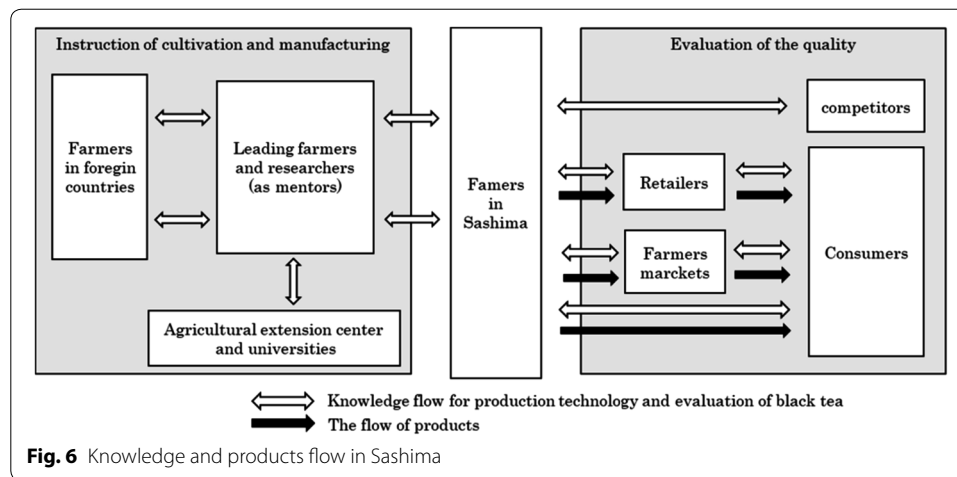 Instruction of cultivation and manufacturing
Evaluation of the quality
Farmers
in foregin
countries
Leading farmers
and researchers
(as mentors)
Agricultural extension center
and universities
Famers
in
Sashima
competitors
Retailers
Farmers
marckets
Consumers
Knowledge flow for production technology and evaluation of black tea
The flow of products
Fig. 6 Knowledge and products flow in Sashima